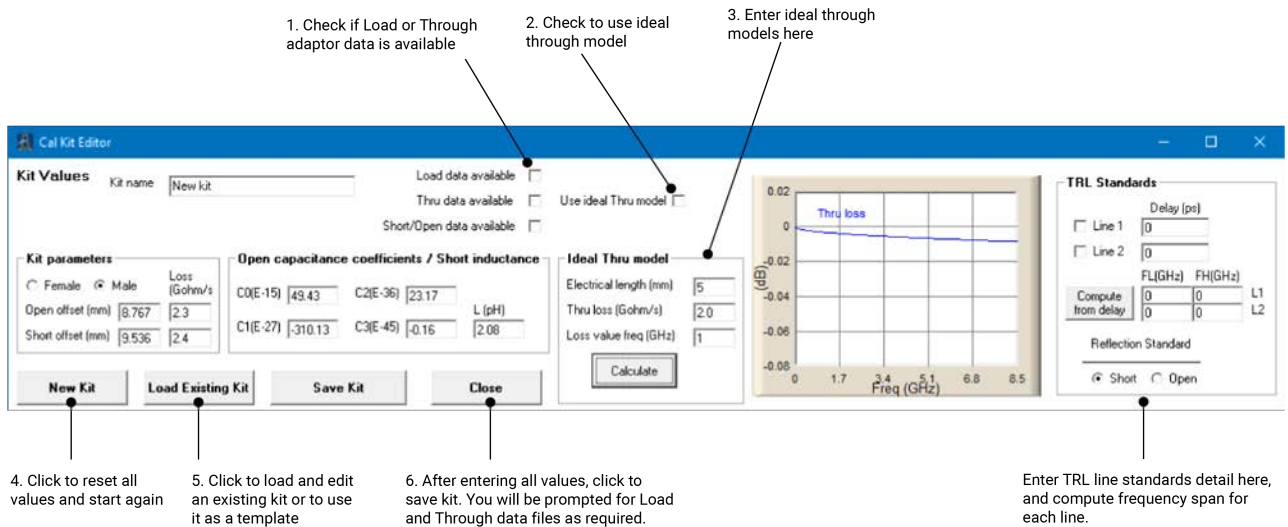 1. Check if Load or Through
adaptor data is available
2. Check to use ideal
through model
3. Enter ideal through
models here
Cal Kit Editor
Kit Values
Kit name
New kit
Load data available
Thru data available
Short/Open data available
Use ideal Thru model
Kit parameters
Female
Male
Loss
(Gohm/s
Open offset (mm)
8.767
2.3
Short offset (mm)
9.536
2.4
Open capacitance coefficients / Short inductance
C0(E-15)
49.43
C2(E-36)
23.17
L (pH)
C1(E-27)
-310.13
C3(E-45)
-0.16
2.08
Ideal Thru model
Electrical length (mm)
5
Thru loss (Gohm/s)
2.0
Loss value freq (GHz)
1
Calculate
New Kit
Load Existing Kit
Save Kit
Close
0.02
0
-0.02
-0.04
-0.06
-0.08
(dB)
Thru loss
0
1.7
3.4
5.1
6.8
8.5
Freq (GHz)
TRL Standards
Delay (ps)
Line 1
0
Line 2
0
FL(GHz)
FH(GHz)
Compute
from delay
0
0
L1
0
0
L2
Reflection Standard
Short
Open
4. Click to reset all
values and start again
5. Click to load and edit
an existing kit or to use
it as a template
6. After entering all values, click to
save kit. You will be prompted for Load
and Through data files as required.
Enter TRL line standards detail here,
and compute frequency span for
each line.